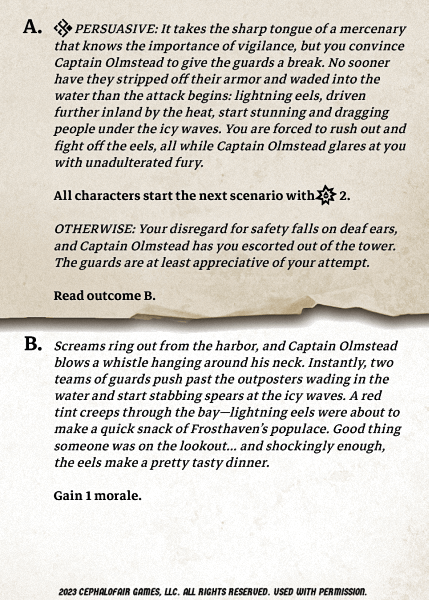 A. PERSUASIVE: It takes the sharp tongue of a mercenary
that knows the importance of vigilance, but you convince
Captain Olmstead to give the guards a break. No sooner
have they stripped off their armor and waded into the
water than the attack begins: lightning eels, driven
further inland by the heat, start stunning and dragging
people under the icy waves. You are forced to rush out and
fight off the eels, all while Captain Olmstead glares at you
with unadulterated fury.
All characters start the next scenario with 2.
OTHERWISE: Your disregard for safety falls on deaf ears,
and Captain Olmstead has you escorted out of the tower.
The guards are at least appreciative of your attempt.
Read outcome B.
B. Screams ring out from the harbor, and Captain Olmstead
blows a whistle hanging around his neck. Instantly, two
teams of guards push past the outposters wading in the
water and start stabbing spears at the icy waves. A red
tint creeps through the bay—lightning eels were about to
make a quick snack of Frosthaven's populace. Good thing
someone was on the lookout... and shockingly enough,
the eels make a pretty tasty dinner.
Gain 1 morale.
2023 CEPHALOFAIR GAMES, LLC. ALL RIGHTS RESERVED. USED WITH PERMISSION.